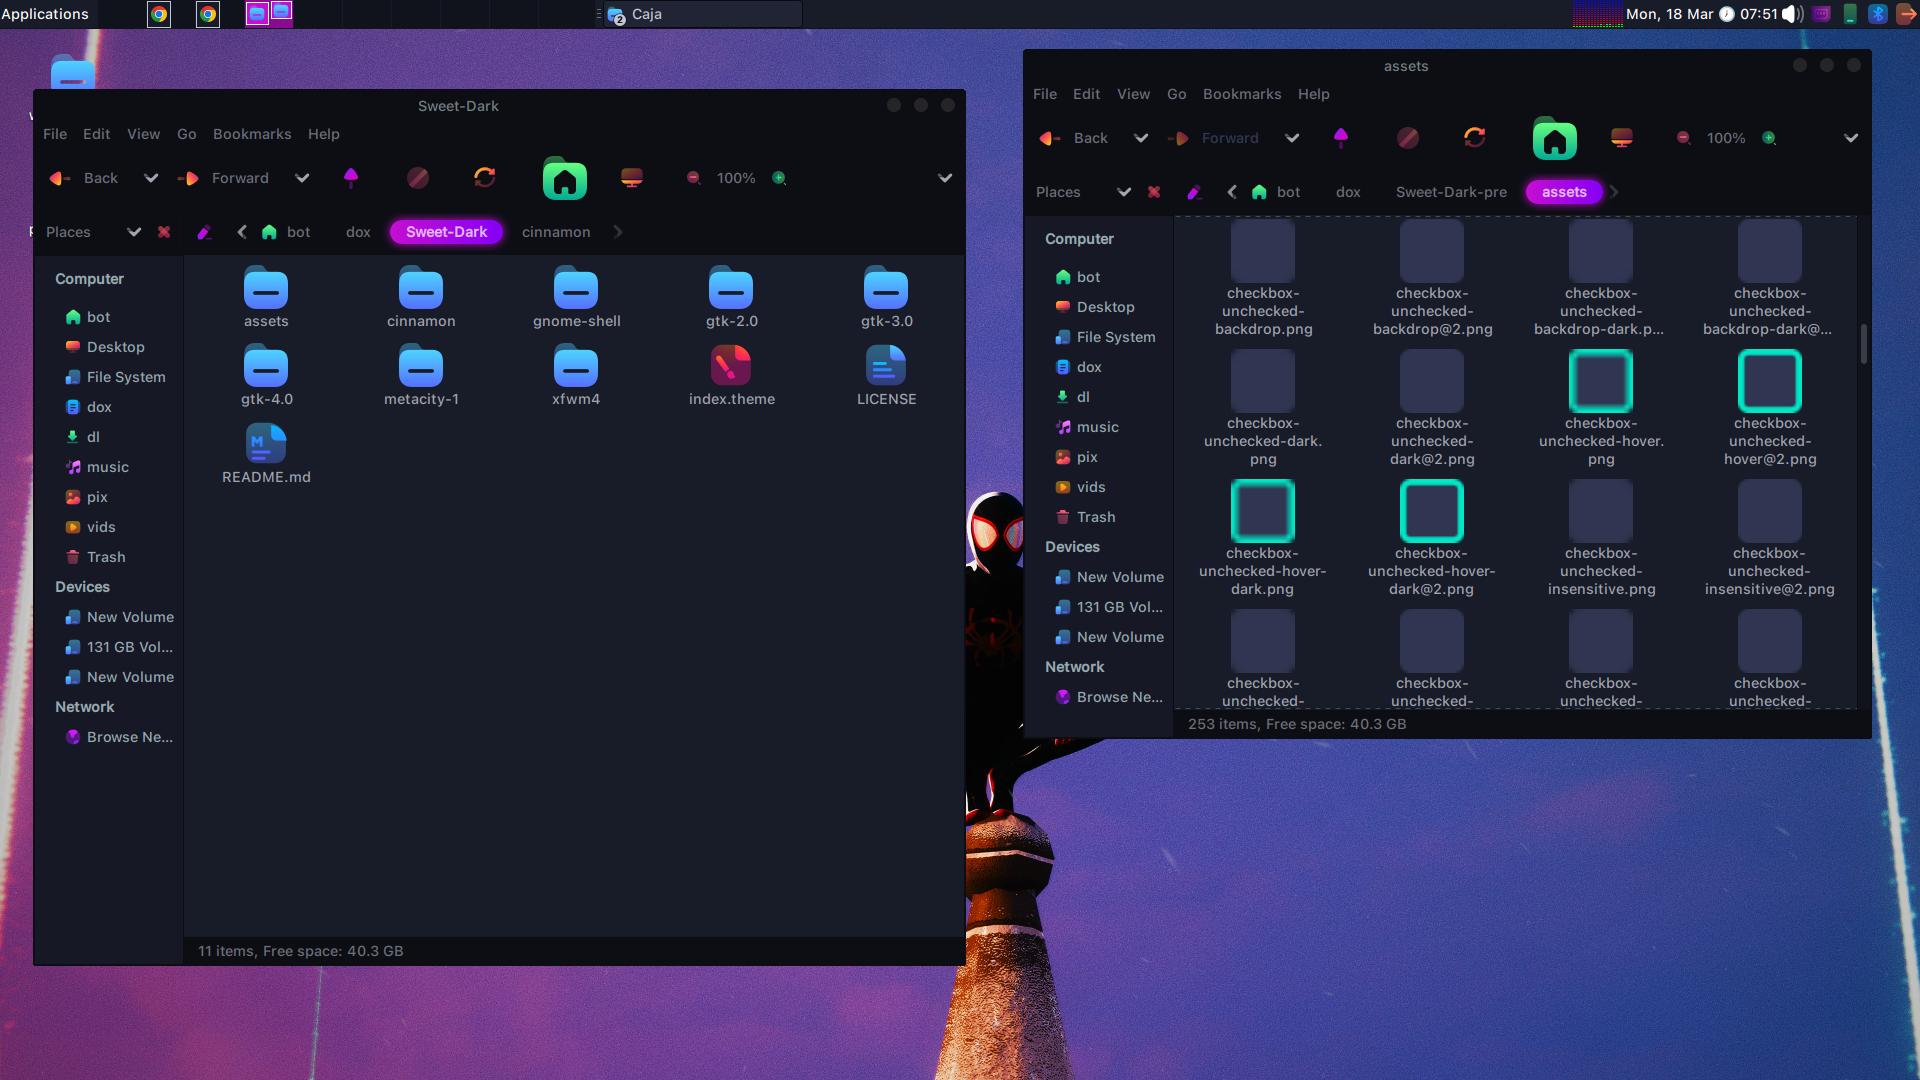 Applications
2
Caja
Mon, 18 Mar
07:51
Sweet-Dark
File Edit View Go Bookmarks Help
Back Forward 100%
Places bot dox Sweet-Dark cinnamon
Computer
bot
Desktop
File System
dox
dl
music
pix
vids
Trash
Devices
New Volume
131 GB Vol...
New Volume
Network
Browse Ne...
assets cinnamon gnome-shell gtk-2.0 gtk-3.0
gtk-4.0 metacity-1 xfwm4 index.theme LICENSE
M
README.md
11 items, Free space: 40.3 GB
assets
File Edit View Go Bookmarks Help
Back Forward 100%
Places bot dox Sweet-Dark-pre assets
Computer
bot
Desktop
File System
dox
dl
music
pix
vids
Trash
Devices
New Volume
131 GB Vol...
New Volume
Network
Browse Ne...
checkbox-
unchecked-
backdrop.png
checkbox-
unchecked-
backdrop@2.png
checkbox-
unchecked-
backdrop-dark.p...
checkbox-
unchecked-
backdrop-dark@...
checkbox-
unchecked-dark.
png
checkbox-
unchecked-
dark@2.png
checkbox-
unchecked-hover.
png
checkbox-
unchecked-
hover@2.png
checkbox-
unchecked-hover-
dark.png
checkbox-
unchecked-hover-
dark@2.png
checkbox-
unchecked-
insensitive.png
checkbox-
unchecked-
insensitive@2.png
checkbox-
unchecked-
checkbox-
unchecked-
checkbox-
unchecked-
checkbox-
unchecked-
253 items, Free space: 40.3 GB